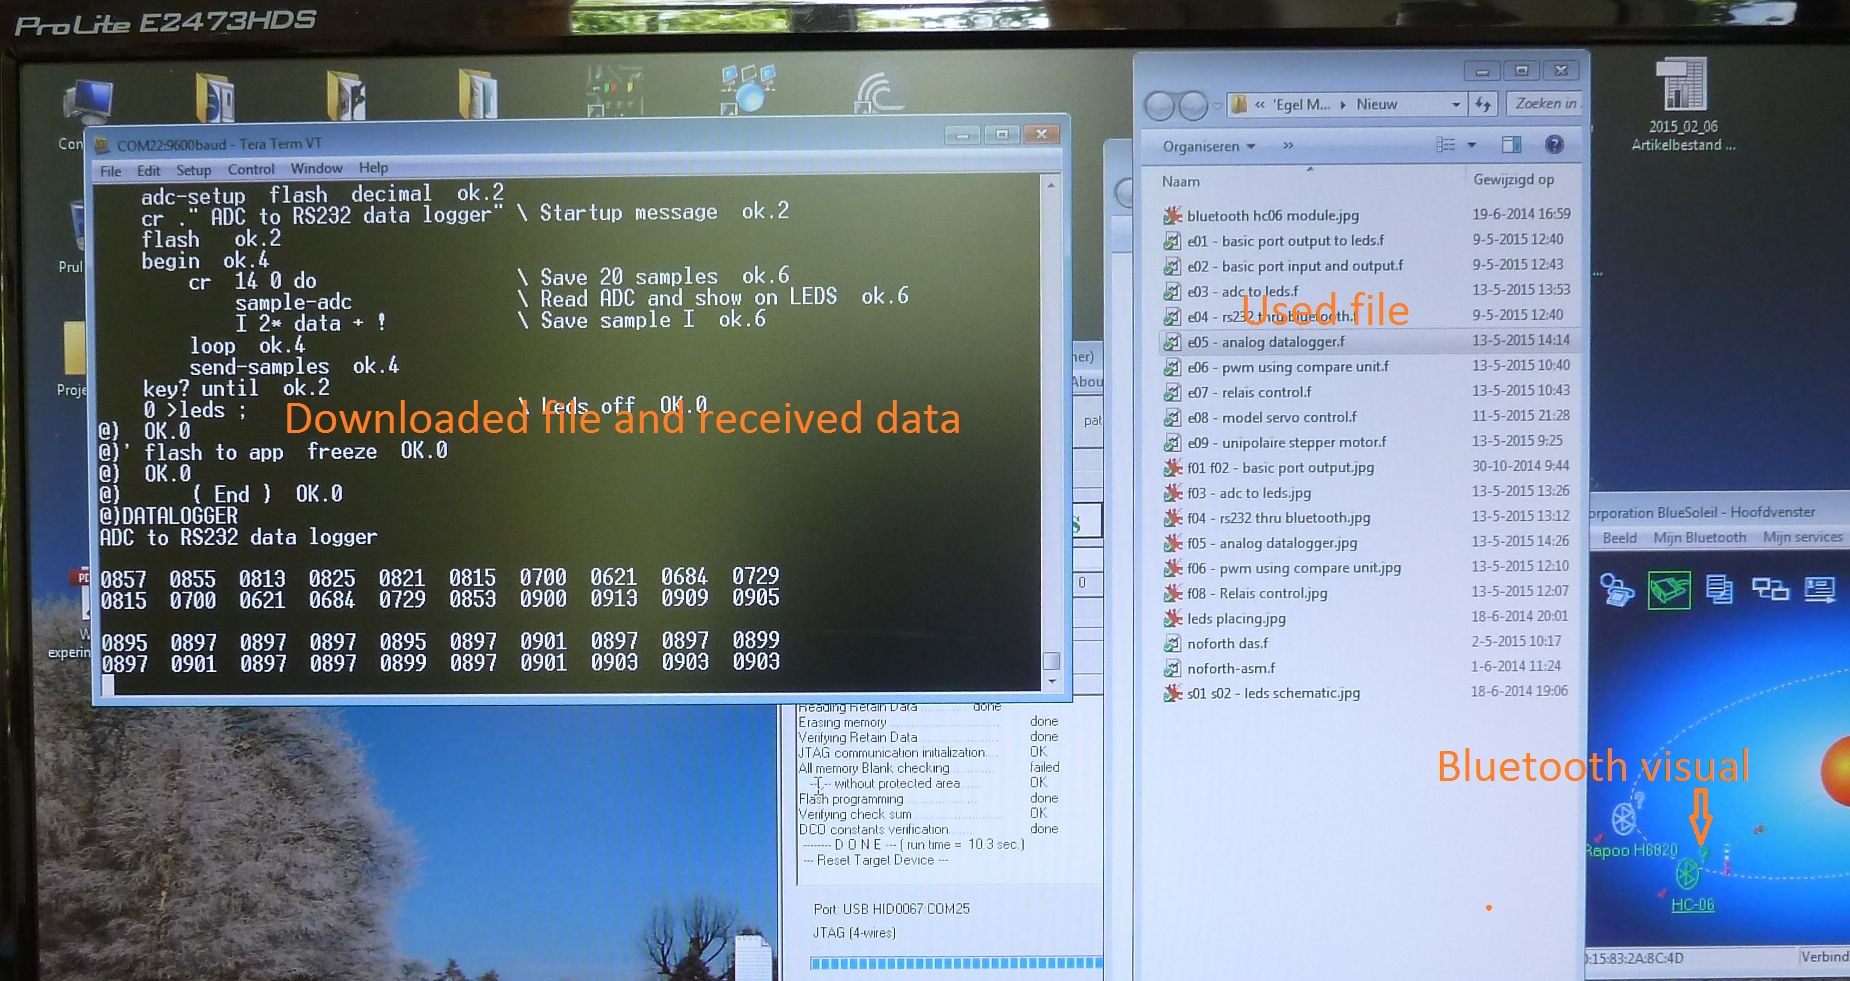 ProLite E2473HDS
COM22:9600baud - Tera Term VT
File Edit Setup Control Window Help
adc-setup flash decimal ok.2
cr ." ADC to RS232 data logger" \ Startup message ok.2
flash ok.2
begin ok.4
cr 14 0 do \ Save 20 samples ok.6
sample-adc \ Read ADC and show on LEDS ok.6
I 2* data + ! \ Save sample I ok.6
loop ok.4
send-samples ok.4
key? until ok.2
0 >leds ; \ Leds off OK.0
@) OK.0
@)' flash to app freeze OK.0
@) OK.0
@) ( End ) OK.0
@)DATALOGGER
ADC to RS232 data logger
0857 0855 0813 0825 0821 0815 0700 0621 0684 0729
0815 0700 0621 0684 0729 0853 0900 0913 0909 0905
0895 0897 0897 0897 0895 0897 0901 0897 0897 0899
0897 0901 0897 0897 0899 0897 0901 0903 0903 0903
Downloaded file and received data
Reading Retain Data done
Erasing memory done
Verifying Retain Data done
JTAG communication initialization.... OK
All memory Blank checking failed
-- without protected area OK
Flash programming done
Verifying check sum OK
DCO constants verification done
-------- D O N E --- ( run time = 10.3 sec.)
--- Reset Target Device ---
Port: USB HID0067:COM25
JTAG (4-wires)
« 'Egel M... Nieuw
Zoeken in
Organiseren »
Naam Gewijzigd op
bluetooth hc06 module.jpg 19-6-2014 16:59
e01 - basic port output to leds.f 9-5-2015 12:40
e02 - basic port input and output.f 9-5-2015 12:43
e03 - adc to leds.f 13-5-2015 13:53
e04 - rs232 thru bluetooth.f 9-5-2015 12:40
Used file
e05 - analog datalogger.f 13-5-2015 14:14
e06 - pwm using compare unit.f 13-5-2015 10:40
e07 - relais control.f 13-5-2015 10:43
e08 - model servo control.f 11-5-2015 21:28
e09 - unipolaire stepper motor.f 13-5-2015 9:25
f01 f02 - basic port output.jpg 30-10-2014 9:44
f03 - adc to leds.jpg 13-5-2015 13:26
f04 - rs232 thru bluetooth.jpg 13-5-2015 13:12
f05 - analog datalogger.jpg 13-5-2015 14:26
f06 - pwm using compare unit.jpg 13-5-2015 12:10
f08 - Relais control.jpg 13-5-2015 12:07
leds placing.jpg 18-6-2014 20:01
noforth das.f 2-5-2015 10:17
noforth-asm.f 1-6-2014 11:24
s01 s02 - leds schematic.jpg 18-6-2014 19:06
2015_02_06
Artikelbestand ...
orporation BlueSoleil - Hoofdvenster
Beeld Mijn Bluetooth Mijn services
Bluetooth visual
Rapoo H6020
HC-06
:15:83:2A:8C:4D
Verbind
Con
Prul
Proje
experin